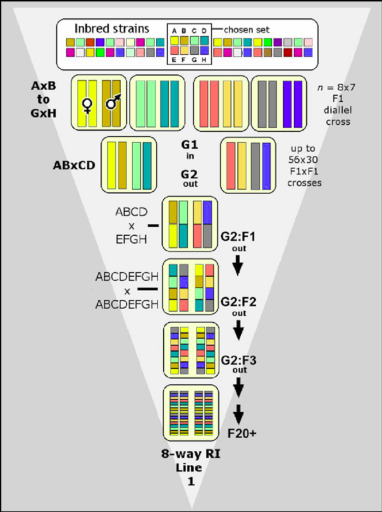 Inbred strains
A B C D
chosen set
E F G H
AxB
to
GxH
n = 8x7
F1
diallel
cross
G1
in
G2
out
ABxCD
up to
56x30
F1xF1
crosses
ABCD
x
EFGH
G2:F1
out
ABCDEFGH
x
ABCDEFGH
G2:F2
out
G2:F3
out
F20+
8-way RI
Line
1